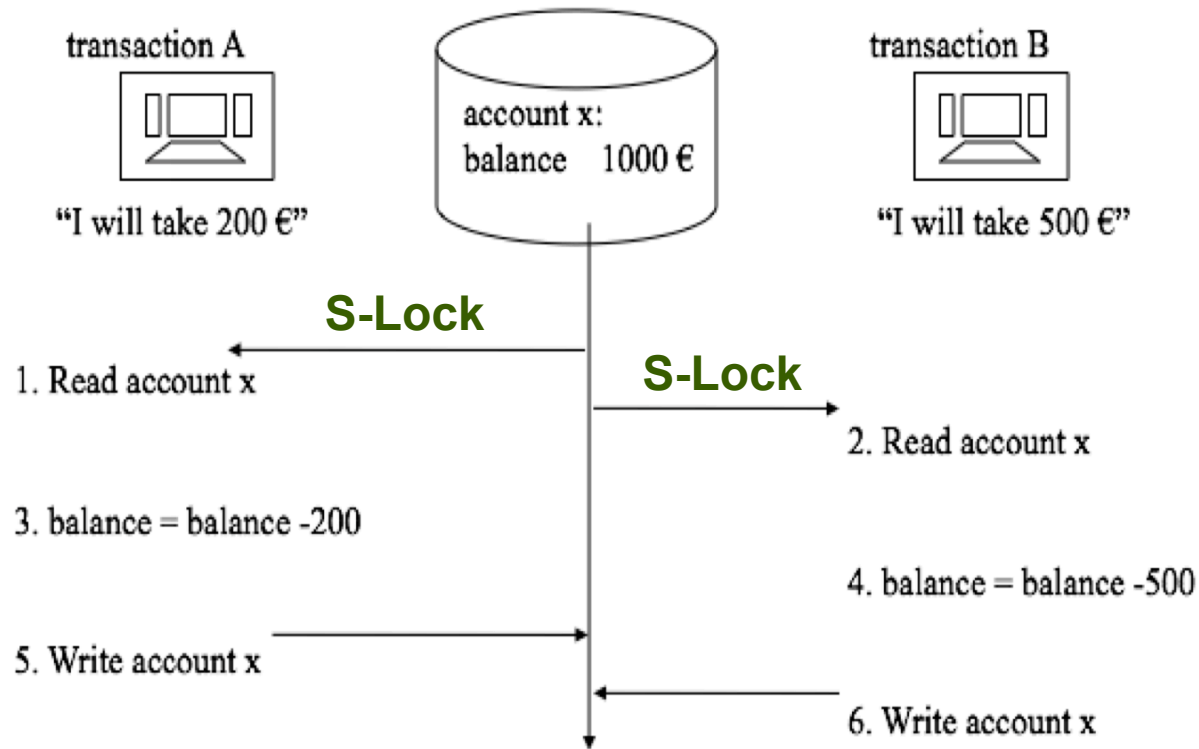 transaction A
transaction B
account x:
balance 1000 €
“I will take 200 €”
“I will take 500 €”
S-Lock
1. Read account x
S-Lock
2. Read account x
3. balance = balance -200
4. balance = balance -500
5. Write account x
6. Write account x